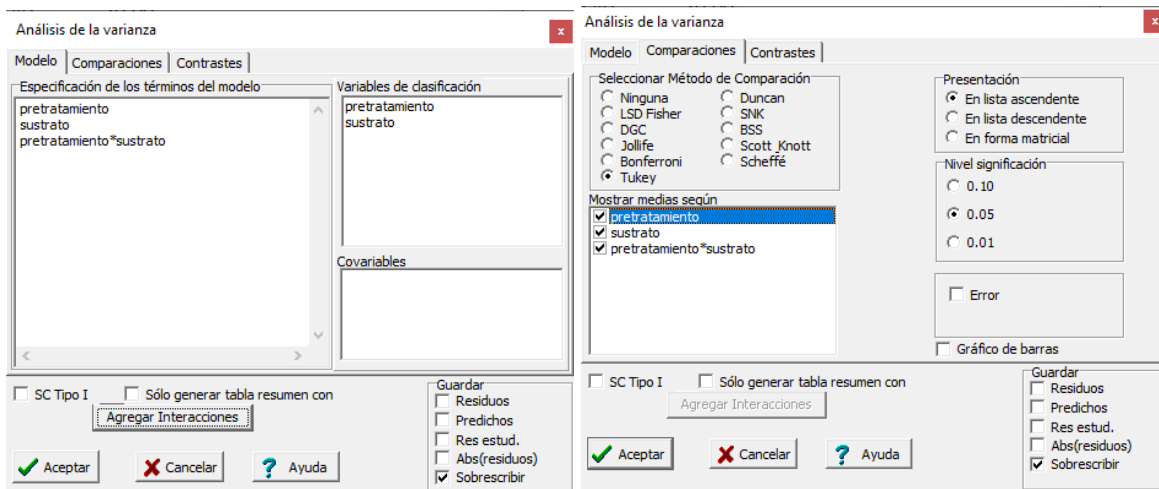 Análisis de la varianza
x
Modelo Comparaciones Contrastes
Especificación de los términos del modelo
pretratamiento
sustrato
pretratamiento*sustrato
Variables de clasificación
pretratamiento
sustrato
Covariables
SC Tipo I
Sólo generar tabla resumen con
Agregar Interacciones
Guardar
Residuos
Predichos
Res estud.
Abs(residuos)
Sobrescribir
Aceptar
Cancelar
? Ayuda
Análisis de la varianza
x
Modelo Comparaciones Contrastes
Seleccionar Método de Comparación
Ninguna Duncan
LSD Fisher SNK
DGC BSS
Jollife Scott_Knott
Bonferroni Scheffé
Tukey
Mostrar medias según
pretratamiento
sustrato
pretratamiento*sustrato
Presentación
En lista ascendente
En lista descendente
En forma matricial
Nivel significación
0.10
0.05
0.01
Error
Gráfico de barras
SC Tipo I
Sólo generar tabla resumen con
Agregar Interacciones
Guardar
Residuos
Predichos
Res estud.
Abs(residuos)
Sobrescribir
Aceptar
Cancelar
? Ayuda